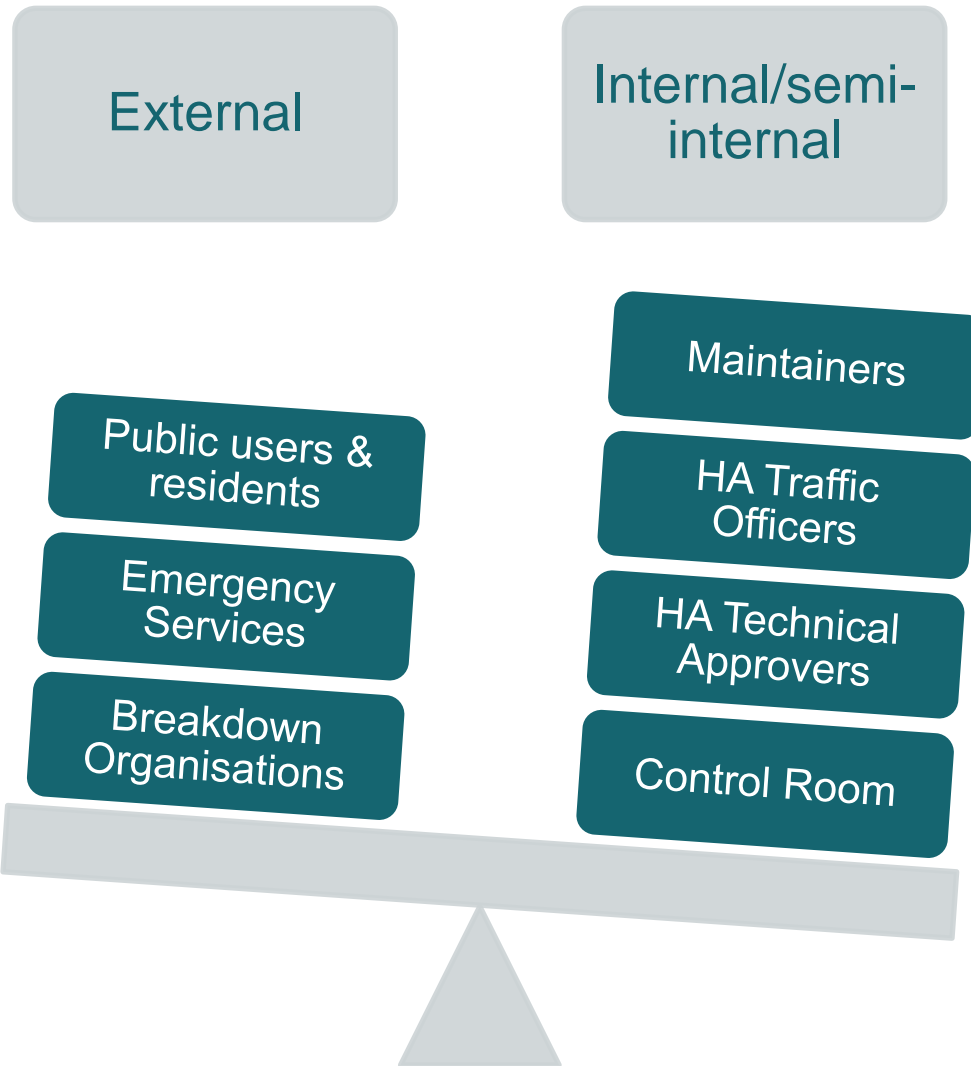 External
Internal/semi-
internal
Public users &
residents
Emergency
Services
Breakdown
Organisations
Maintainers
HA Traffic
Officers
HA Technical
Approvers
Control Room